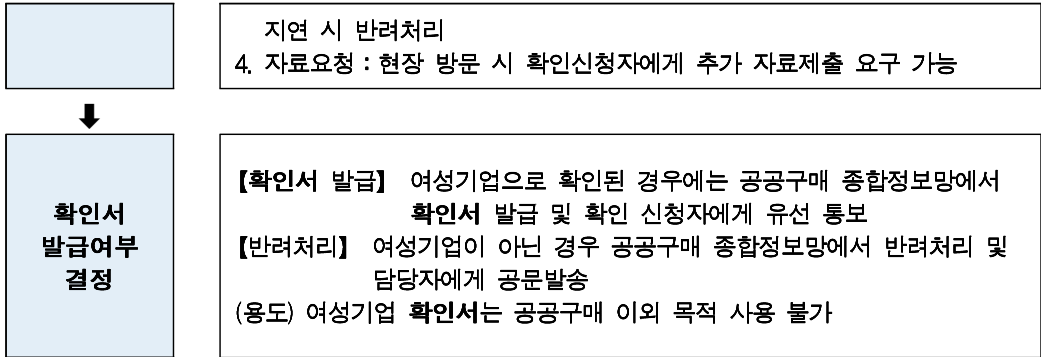 지연 시 반려처리
4. 자료요청 : 현장 방문 시 확인신청자에게 추가 자료제출 요구 가능
확인서
발급여부
결정
【확인서 발급】 여성기업으로 확인된 경우에는 공공구매 종합정보망에서
확인서 발급 및 확인 신청자에게 유선 통보
【반려처리】 여성기업이 아닌 경우 공공구매 종합정보망에서 반려처리 및
담당자에게 공문발송
(용도) 여성기업 확인서는 공공구매 이외 목적 사용 불가